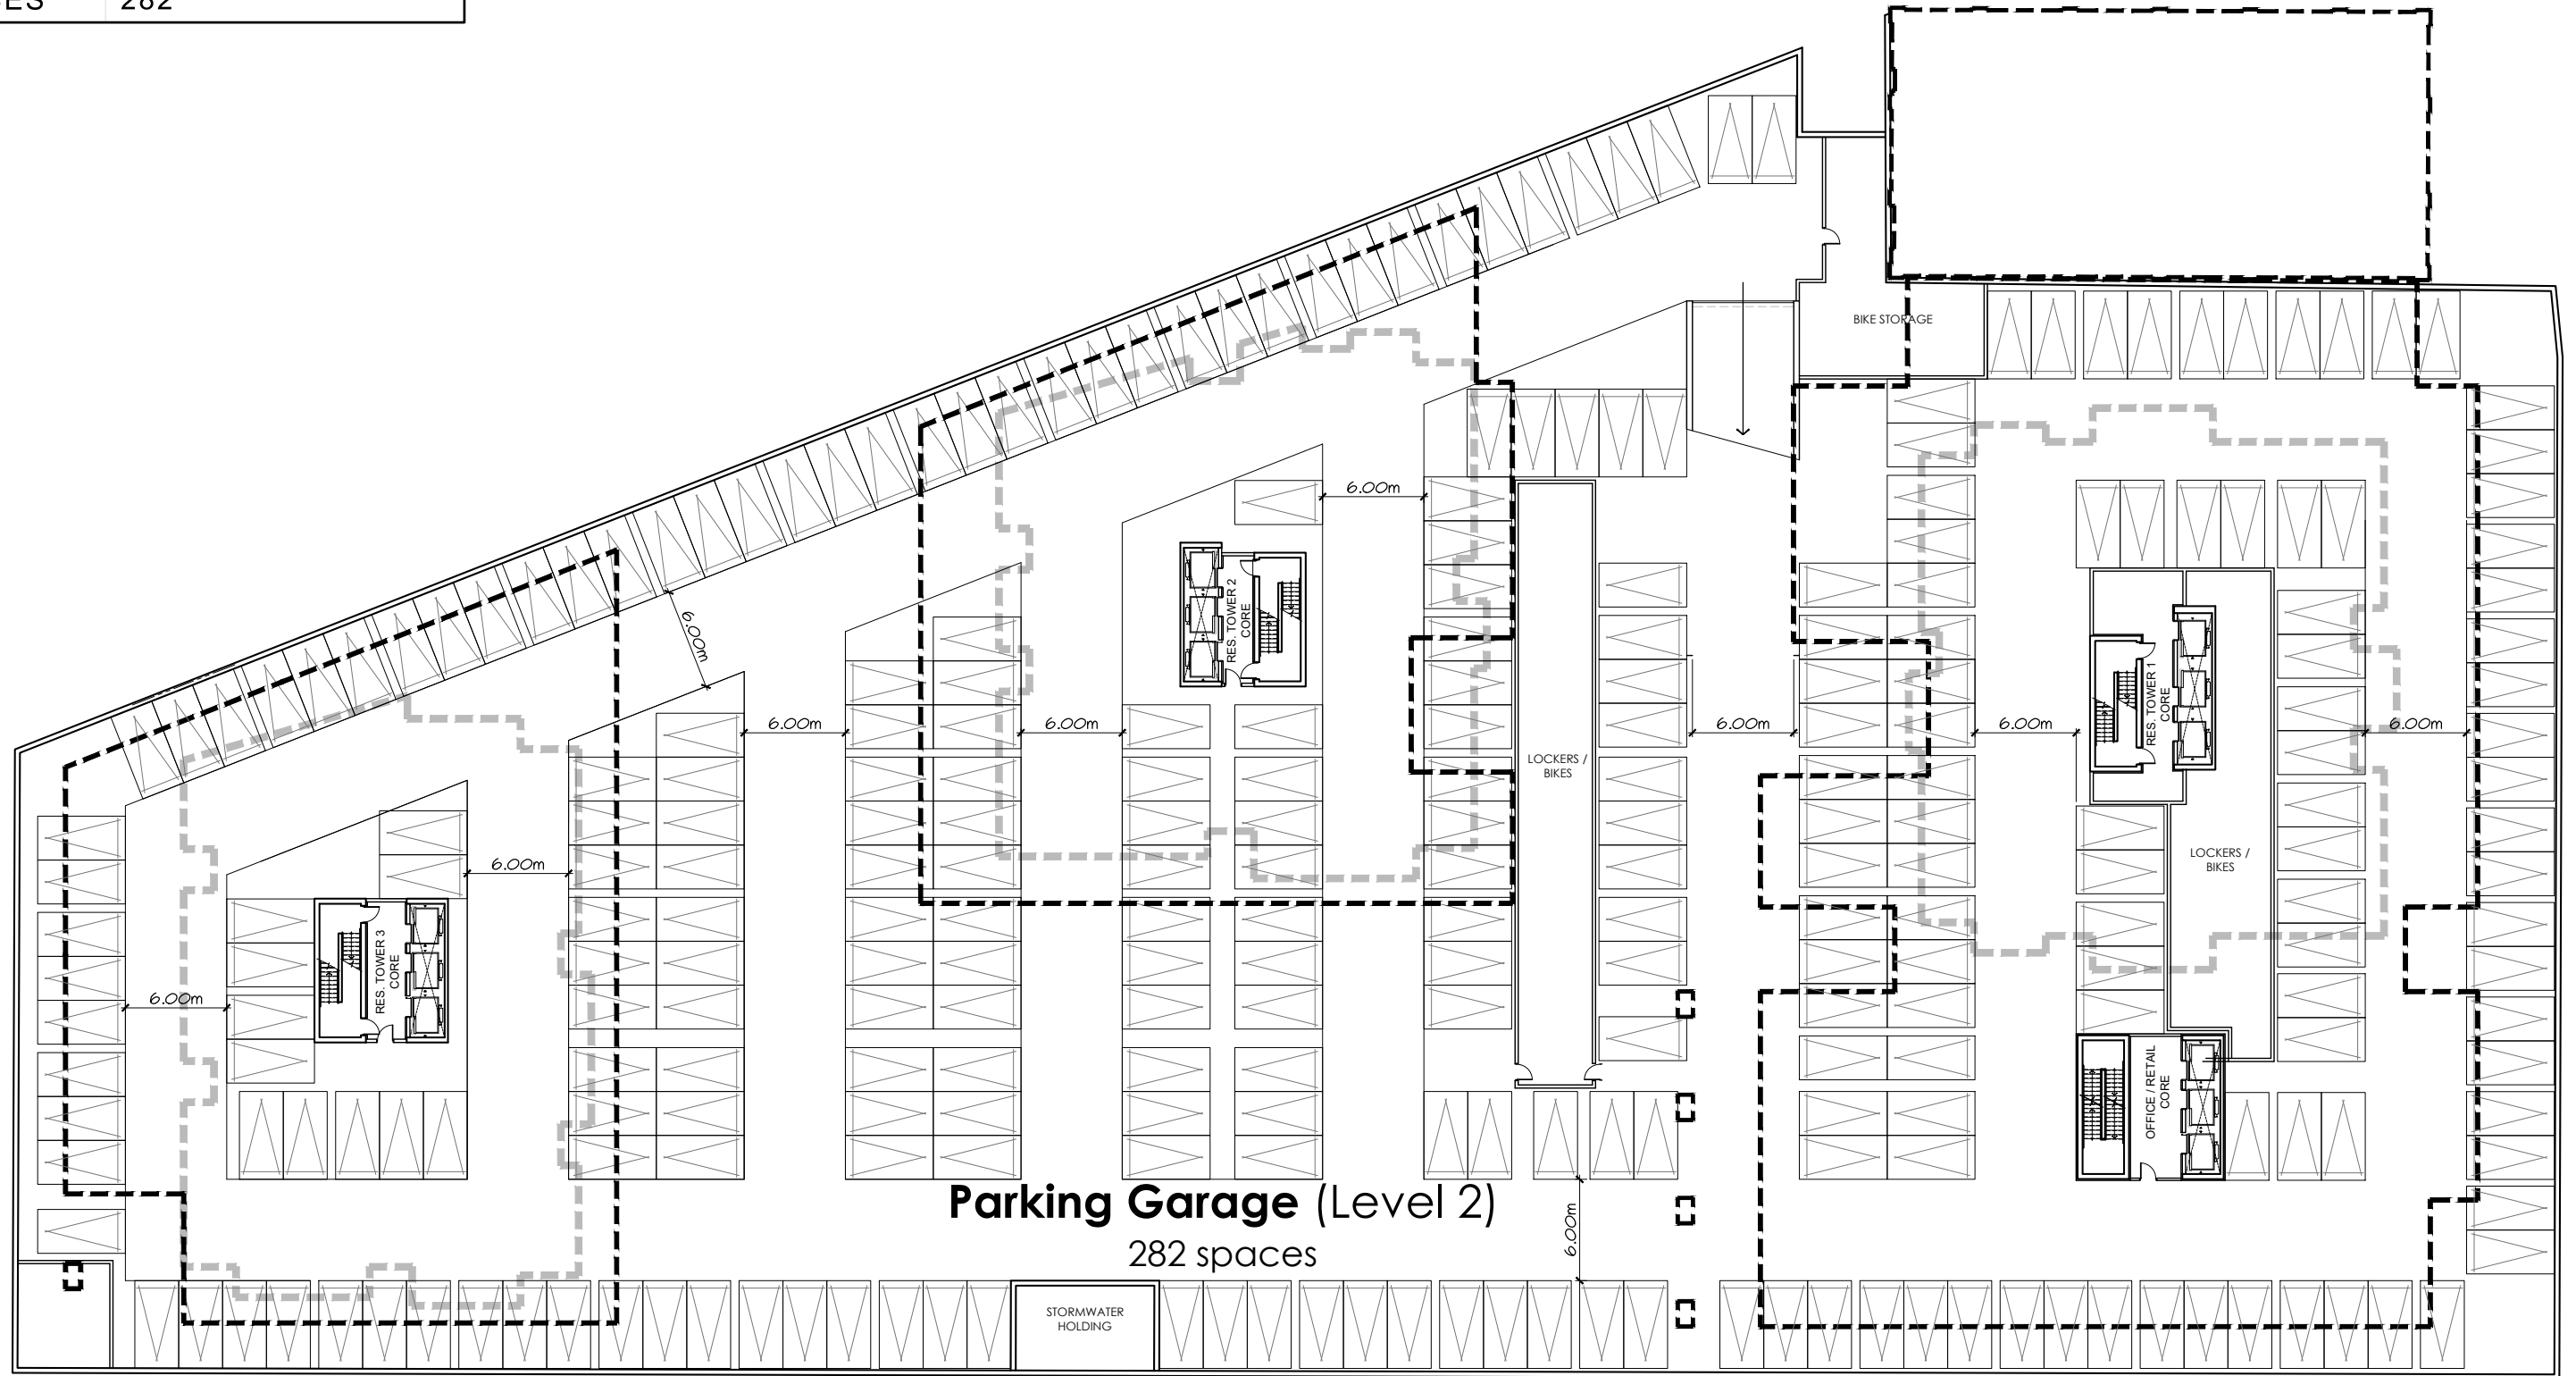 282
BIKE STORAGE
6.00m
RES. TOWER 2
CORE
6.00m
6.00m
6.00m
6.00m
6.00m
6.00m
RES. TOWER 1
CORE
6.00m
LOCKERS /
BIKES
6.00m
LOCKERS /
BIKES
RES. TOWER 3
CORE
6.00m
OFFICE / RETAIL
CORE
Parking Garage (Level 2)
282 spaces
6.00m
STORMWATER
HOLDING